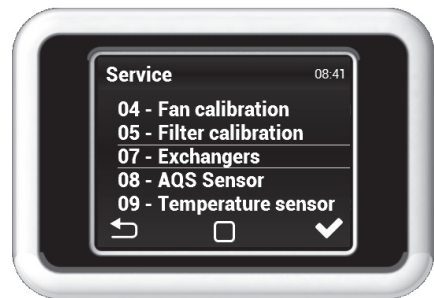 Service 08:41
04 - Fan calibration
05 - Filter calibration
07 - Exchangers
08 - AQS Sensor
09 - Temperature sensor